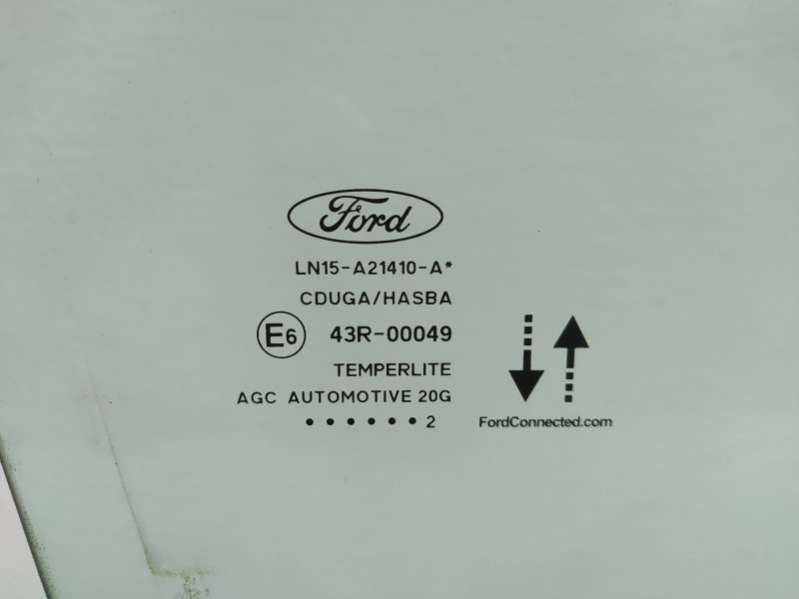 Ford
LN15-A21410-A*
CDUGA/HASBA
E6 43R-00049
TEMPERLITE
AGC AUTOMOTIVE 20G
• • • • • • 2
FordConnected.com